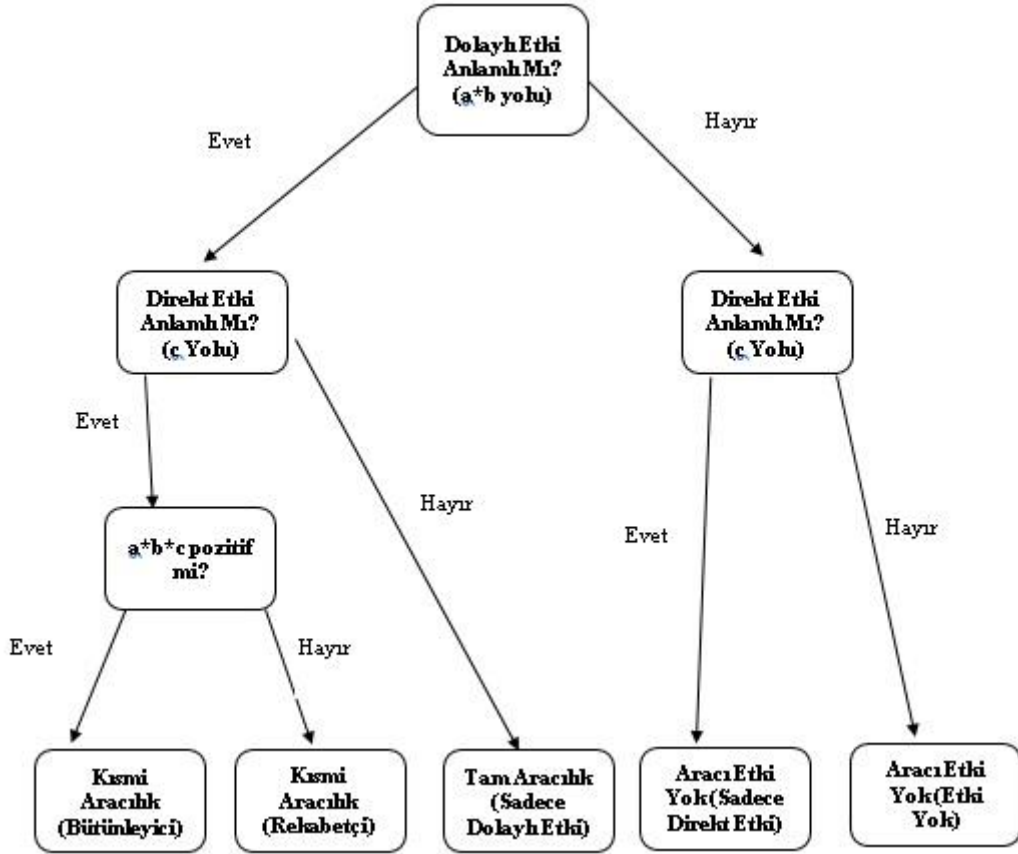 Dolaylı Etki
Anlamlı Mı?
(a*b yolu)
Evet
Hayır
Direkt Etki
Anlamlı Mı?
(c Yolu)
Direkt Etki
Anlamlı Mı?
(c Yolu)
Evet
Hayır
Evet
Hayır
a*b*c pozitif
mi?
Evet
Hayır
Kısmi
Aracılık
(Bütünleyici)
Kısmi
Aracılık
(Rekabetçi)
Tam Aracılık
(Sadece
Dolaylı Etki)
Aracı Etki
Yok (Sadece
Direkt Etki)
Aracı Etki
Yok (Etki
Yok)